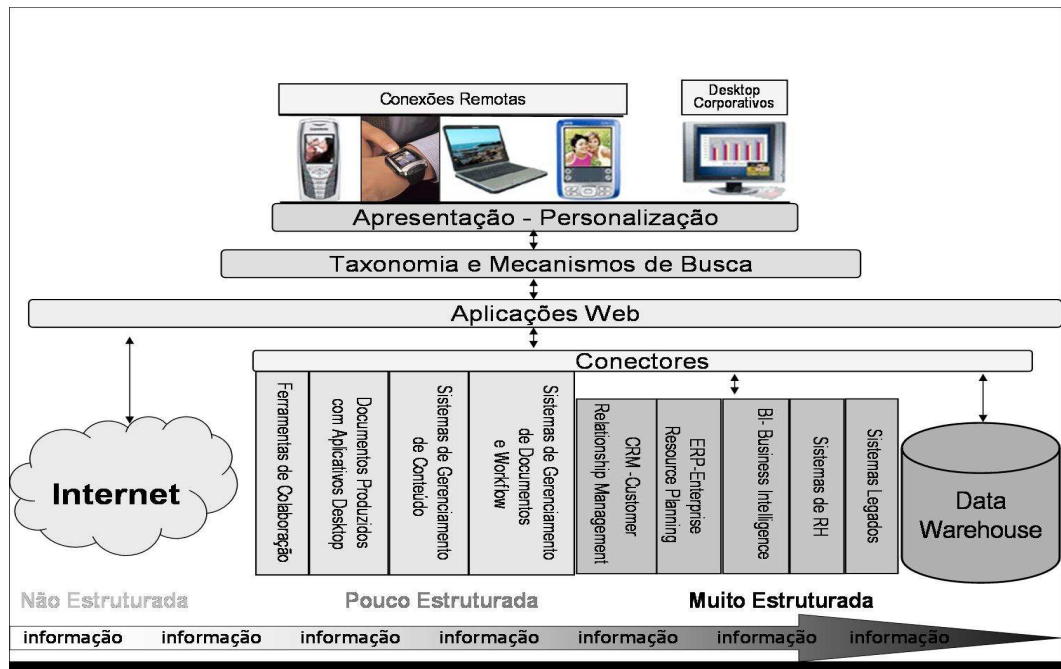 Conexões Remotas
Desktop
Corporativos
Apresentação - Personalização
Taxonomia e Mecanismos de Busca
Aplicações Web
Conectores
Internet
Ferramentas de Colaboração
Documentos Produzidos
com Aplicativos Desktop
Sistemas de Gerenciamento
de Conteúdo
Sistemas de Gerenciamento
de Documentos
e Workflow
CRM -Customer
Relationship Management
ERP-Enterprise
Resource Planning
BI- Business Intelligence
Sistemas de RH
Sistemas Legados
Data
Warehouse
Não Estruturada
Pouco Estruturada
Muito Estruturada
informação informação informação informação informação informação informação